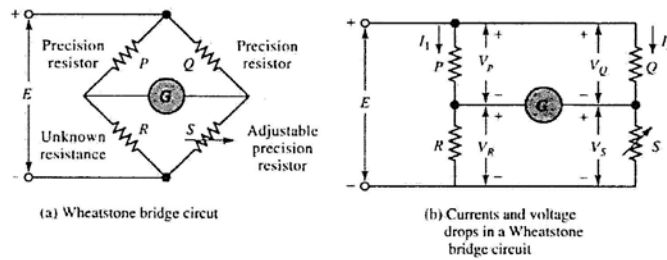 +
Precision
resistor
Precision
resistor
P
Q
E
G
Unknown
resistance
R
S
Adjustable
precision
resistor
-
(a) Wheatstone bridge circut
+
I1
+
+
I
P
VP
VQ
Q
E
-
-
G
+
+
R
VR
VS
S
-
-
+
(b) Currents and voltage
drops in a Wheatstone
bridge circuit